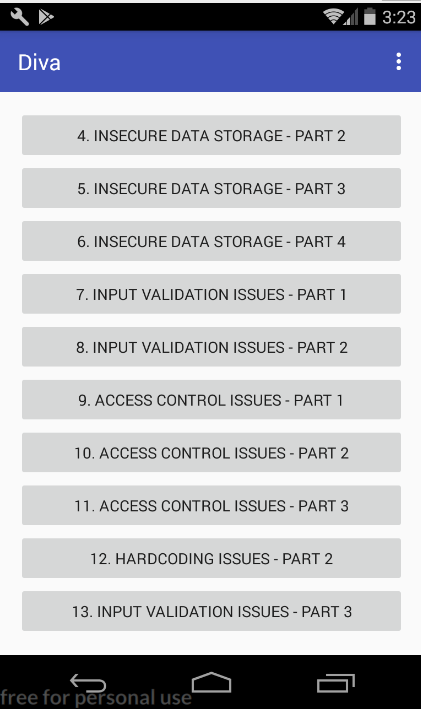 3:23
Diva
4. INSECURE DATA STORAGE - PART 2
5. INSECURE DATA STORAGE - PART 3
6. INSECURE DATA STORAGE - PART 4
7. INPUT VALIDATION ISSUES - PART 1
8. INPUT VALIDATION ISSUES - PART 2
9. ACCESS CONTROL ISSUES - PART 1
10. ACCESS CONTROL ISSUES - PART 2
11. ACCESS CONTROL ISSUES - PART 3
12. HARDCODING ISSUES - PART 2
13. INPUT VALIDATION ISSUES - PART 3
free for personal use